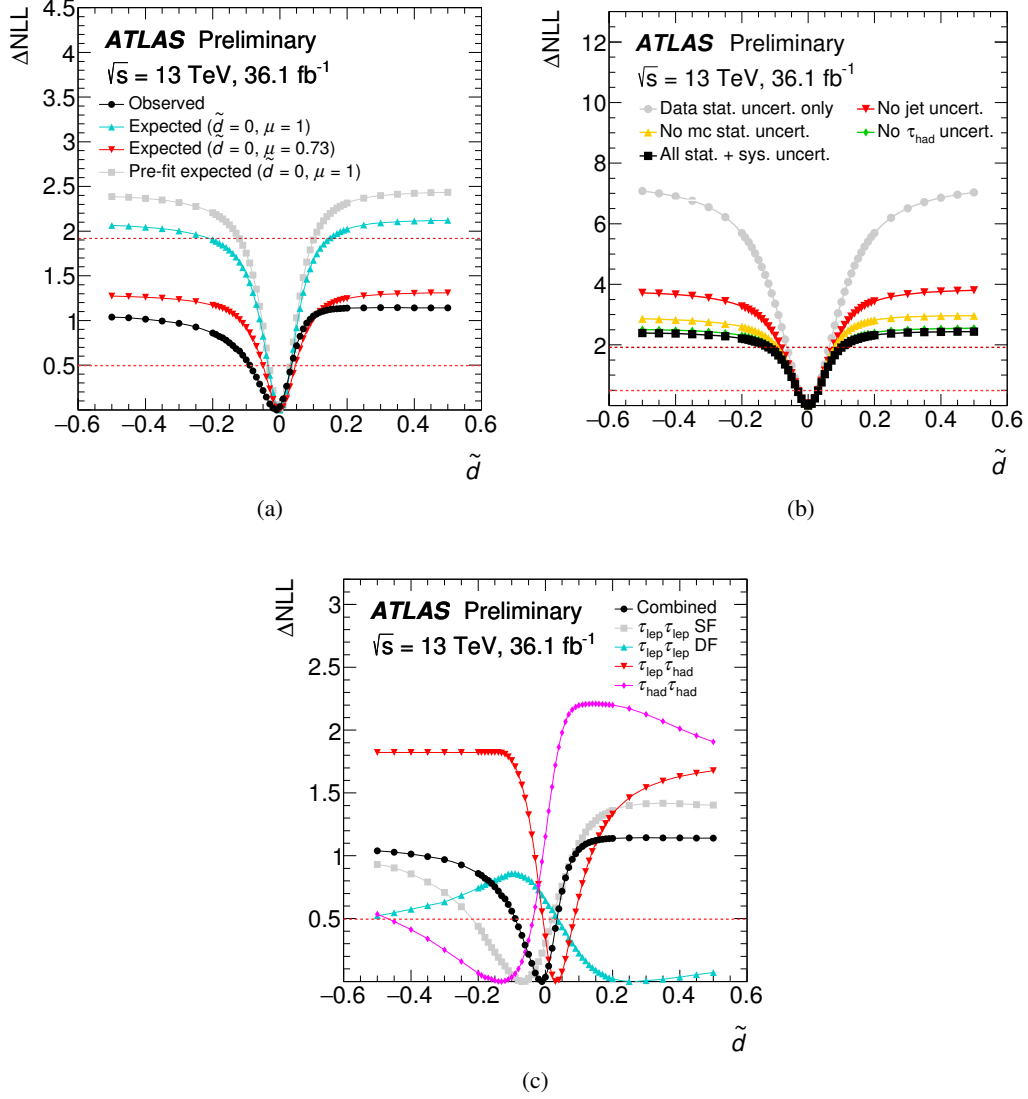 ΔNLL
4.5
4
3.5
3
2.5
2
1.5
1
0.5
0
ATLAS Preliminary
√s = 13 TeV, 36.1 fb⁻¹
Observed
Expected (d̃ = 0, μ = 1)
Expected (d̃ = 0, μ = 0.73)
Pre-fit expected (d̃ = 0, μ = 1)
−0.6 −0.4 −0.2 0 0.2 0.4 0.6
d̃
(a)
ΔNLL
12
10
8
6
4
2
ATLAS Preliminary
√s = 13 TeV, 36.1 fb⁻¹
Data stat. uncert. only No jet uncert.
No mc stat. uncert. No τhad uncert.
All stat. + sys. uncert.
−0.6 −0.4 −0.2 0 0.2 0.4 0.6
d̃
(b)
ΔNLL
3
2.5
2
1.5
1
0.5
0
ATLAS Preliminary
√s = 13 TeV, 36.1 fb⁻¹
Combined
τlepτlep SF
τlepτlep DF
τlepτhad
τhadτhad
−0.6 −0.4 −0.2 0 0.2 0.4 0.6
d̃
(c)